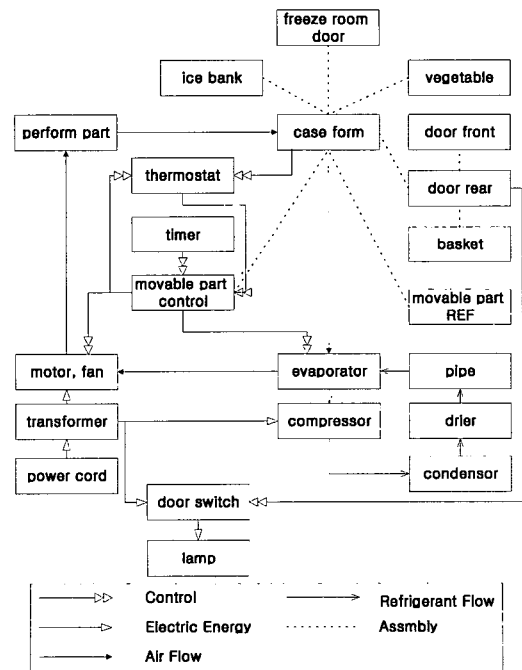 freeze room
door
ice bank
vegetable
perform part
case form
door front
thermostat
door rear
timer
basket
movable part
control
movable part
REF
motor, fan
evaporator
pipe
transformer
compressor
drier
power cord
condensor
door switch
lamp
Control
Refrigerant Flow
Electric Energy
Assmbly
Air Flow